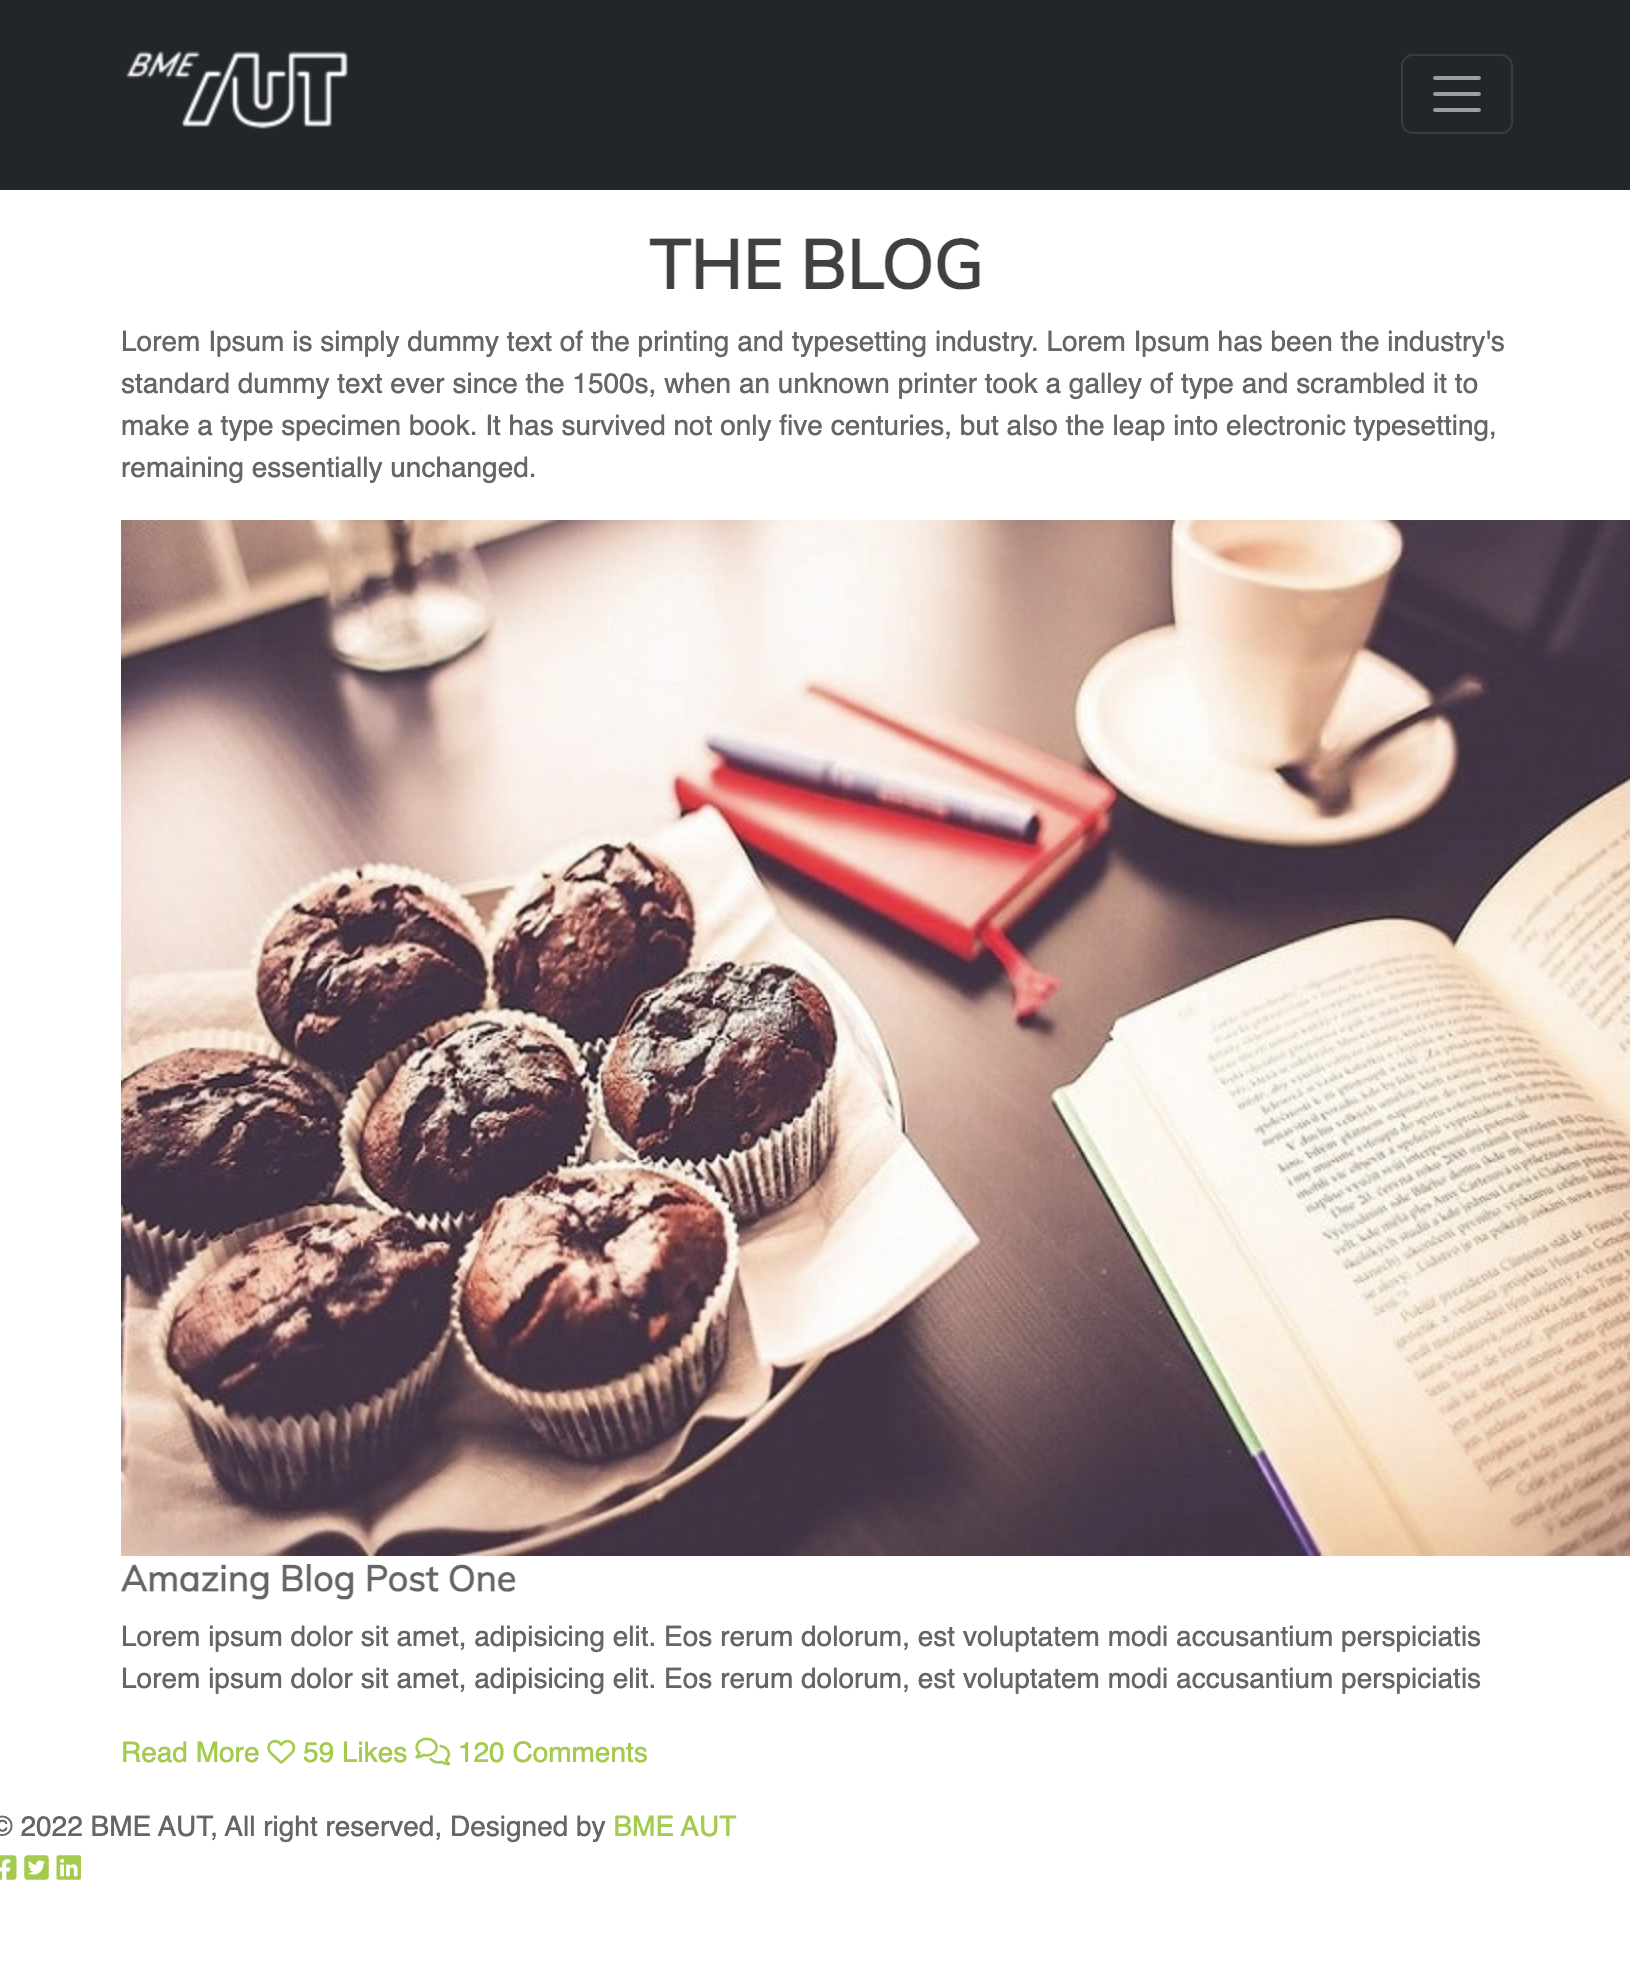 BME AUT
THE BLOG
Lorem Ipsum is simply dummy text of the printing and typesetting industry. Lorem Ipsum has been the industry's
standard dummy text ever since the 1500s, when an unknown printer took a galley of type and scrambled it to
make a type specimen book. It has survived not only five centuries, but also the leap into electronic typesetting,
remaining essentially unchanged.
Amazing Blog Post One
Lorem ipsum dolor sit amet, adipisicing elit. Eos rerum dolorum, est voluptatem modi accusantium perspiciatis
Lorem ipsum dolor sit amet, adipisicing elit. Eos rerum dolorum, est voluptatem modi accusantium perspiciatis
Read More 59 Likes 120 Comments
© 2022 BME AUT, All right reserved, Designed by BME AUT